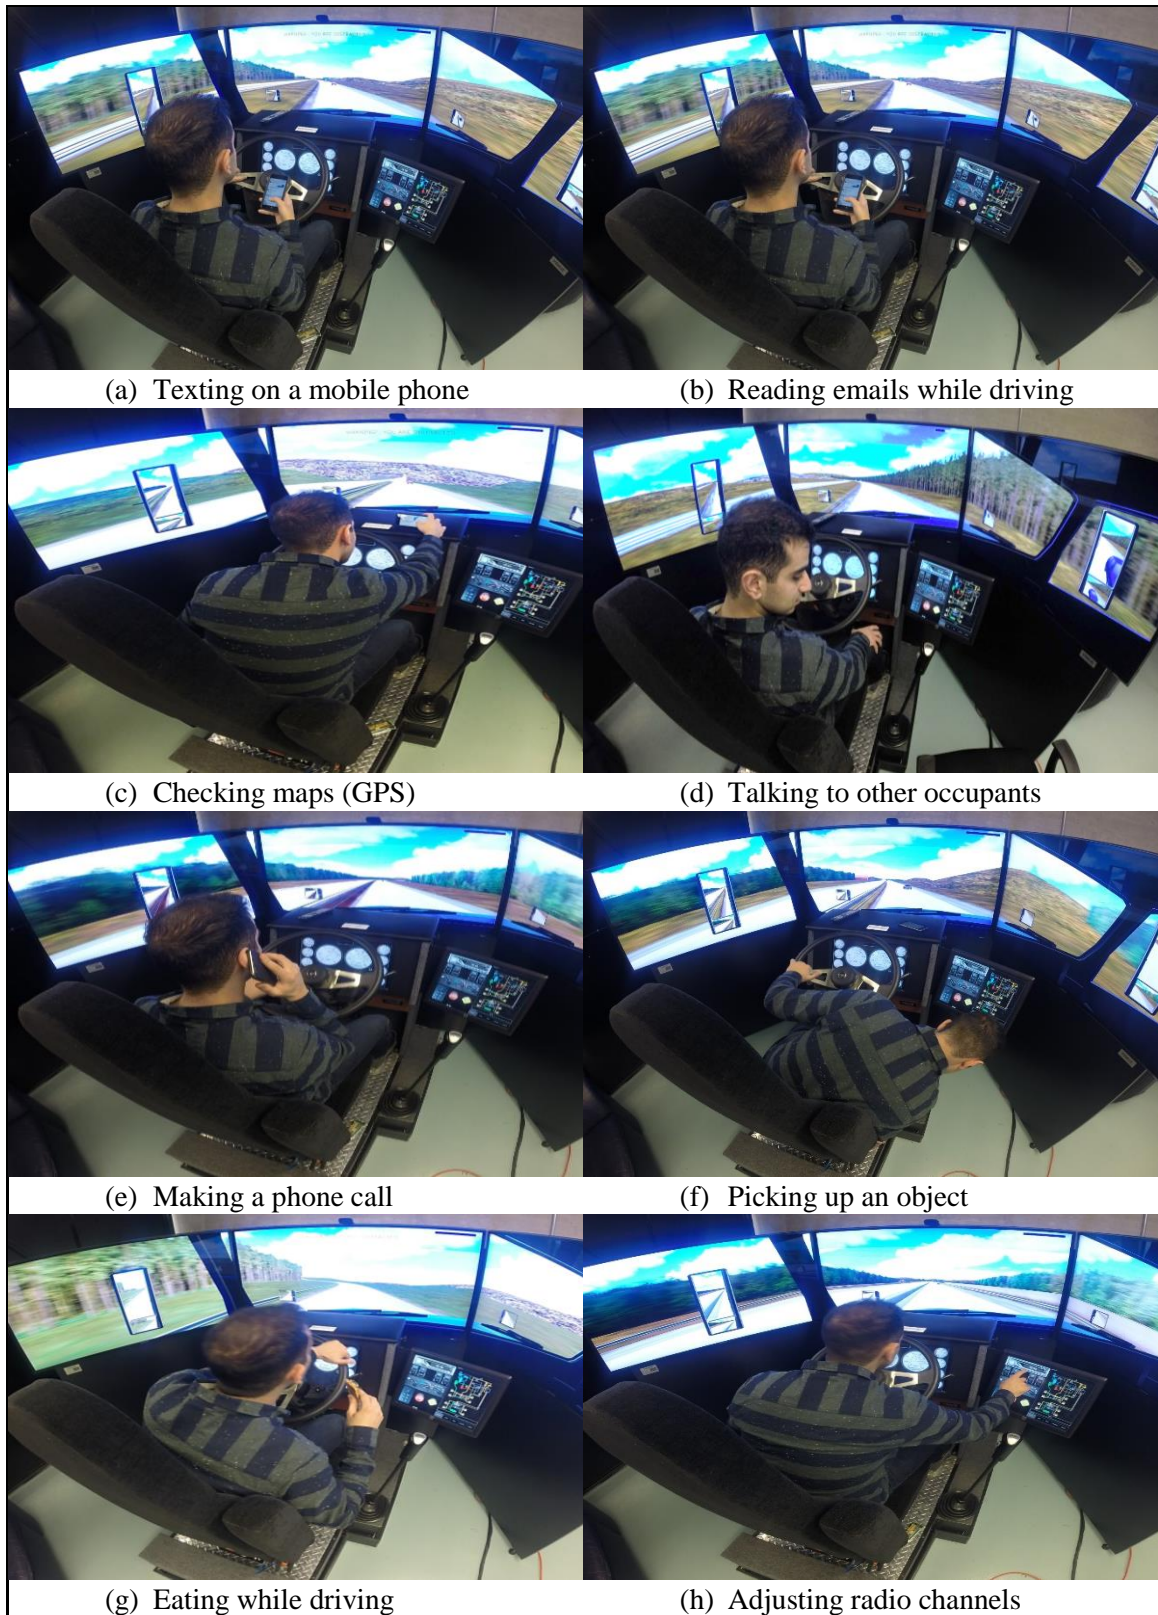 (a) Texting on a mobile phone
(b) Reading emails while driving
(c) Checking maps (GPS)
(d) Talking to other occupants
(e) Making a phone call
(f) Picking up an object
(g) Eating while driving
(h) Adjusting radio channels